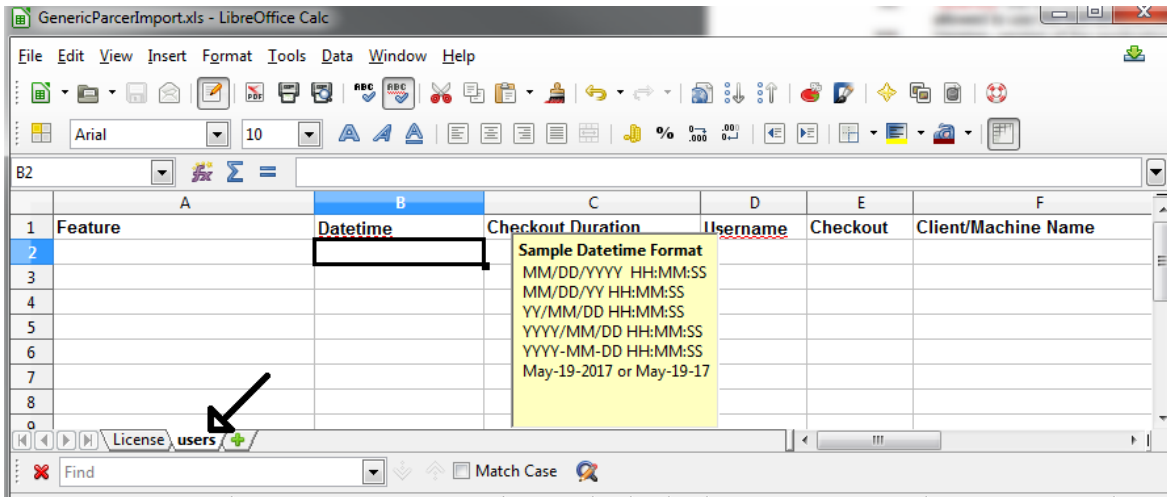 GenericParcerImport.xls - LibreOffice Calc
File Edit View Insert Format Tools Data Window Help
Arial 10
B2
A B C D E F
1 Feature Datetime Checkout Duration Username Checkout Client/Machine Name
2
3
4
5
6
7
8
9
Sample Datetime Format
MM/DD/YYYY HH:MM:SS
MM/DD/YY HH:MM:SS
YY/MM/DD HH:MM:SS
YYYY/MM/DD HH:MM:SS
YYYY-MM-DD HH:MM:SS
May-19-2017 or May-19-17
License users
Find Match Case